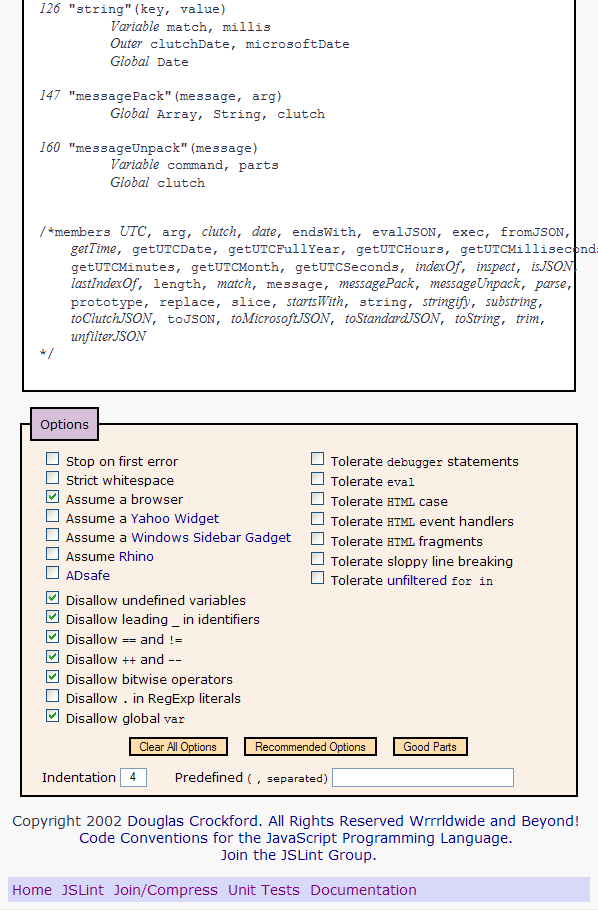 126 "string"(key, value)
Variable match, millis
Outer clutchDate, microsoftDate
Global Date
147 "messagePack"(message, arg)
Global Array, String, clutch
160 "messageUnpack"(message)
Variable command, parts
Global clutch
/*members UTC, arg, clutch, date, endsWith, evalJSON, exec, fromJSON,
getTime, getUTCDate, getUTCFullYear, getUTCHours, getUTCMilliseconds
getUTCMinutes, getUTCMonth, getUTCSeconds, indexOf, inspect, isJSON,
lastIndexOf, length, match, message, messagePack, messageUnpack, parse,
prototype, replace, slice, startsWith, string, stringify, substring,
toClutchJSON, toJSON, toMicrosoftJSON, toStandardJSON, toString, trim,
unfilterJSON
*/
Options
Stop on first error
Strict whitespace
Assume a browser
Assume a Yahoo Widget
Assume a Windows Sidebar Gadget
Assume Rhino
ADsafe
Disallow undefined variables
Disallow leading _ in identifiers
Disallow == and !=
Disallow ++ and --
Disallow bitwise operators
Disallow . in RegExp literals
Disallow global var
Tolerate debugger statements
Tolerate eval
Tolerate HTML case
Tolerate HTML event handlers
Tolerate HTML fragments
Tolerate sloppy line breaking
Tolerate unfiltered for in
Clear All Options Recommended Options Good Parts
Indentation 4 Predefined ( , separated)
Copyright 2002 Douglas Crockford. All Rights Reserved Wrrrldwide and Beyond!
Code Conventions for the JavaScript Programming Language.
Join the JSLint Group.
Home JSLint Join/Compress Unit Tests Documentation